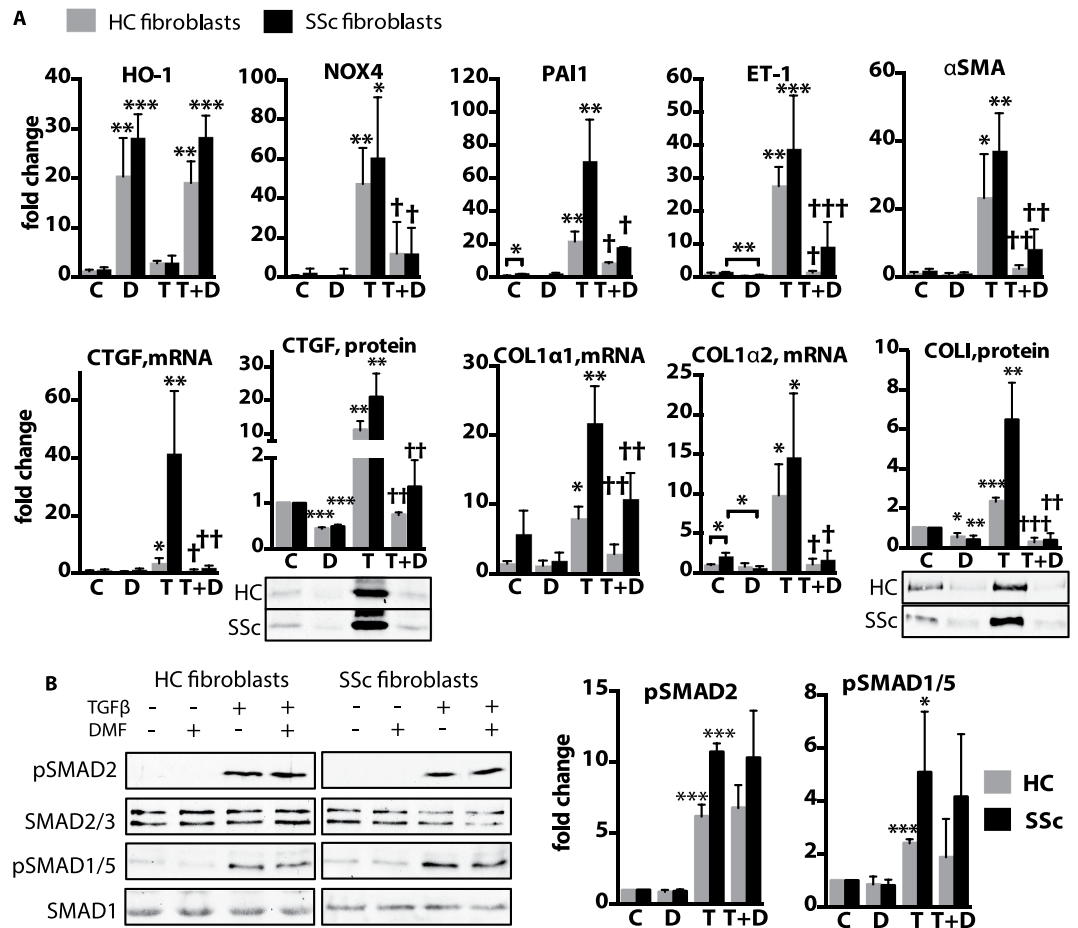 A HC fibroblasts SSc fibroblasts
HO-1
fold change
40
30
20
10
0
** *** ** ***
C D T T+D
NOX4
100
80
60
40
20
0
** * † †
C D T T+D
PAI1
120
100
80
60
40
20
0
* ** ** † †
C D T T+D
ET-1
60
50
40
30
20
10
0
** ** *** † †††
C D T T+D
αSMA
60
40
20
0
* ** †† ††
C D T T+D
CTGF,mRNA
fold change
60
40
20
0
* ** † ††
C D T T+D
CTGF, protein
30
20
10
2
1
0
*** *** ** ** †† ††
C D T T+D
HC
SSc
COL1α1,mRNA
30
20
10
0
* ** †† ††
C D T T+D
COL1α2, mRNA
25
20
15
10
5
0
* * * * † †
C D T T+D
COLI,protein
10
8
6
4
2
0
* ** *** ** ††† ††
C D T T+D
HC
SSc
B HC fibroblasts SSc fibroblasts
TGFβ - - + + - - + +
DMF - + - + - + - +
pSMAD2
SMAD2/3
pSMAD1/5
SMAD1
pSMAD2
fold change
15
10
5
0
*** ***
C D T T+D
pSMAD1/5
8
6
4
2
0
*** *
C D T T+D
HC
SSc